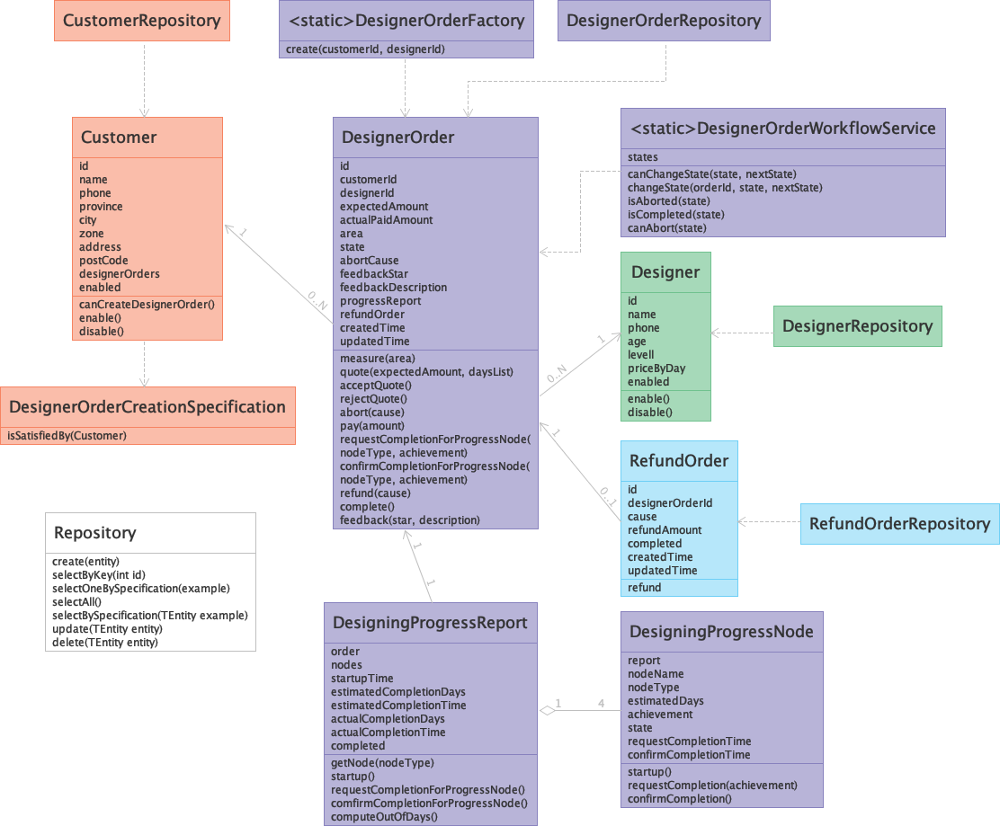 CustomerRepository
<static>DesignerOrderFactory
create(customerId, designerId)
DesignerOrderRepository
Customer
id
name
phone
province
city
zone
address
postCode
designerOrders
enabled
canCreateDesignerOrder()
enable()
disable()
1
0..N
DesignerOrder
id
customerId
designerId
expectedAmount
actualPaidAmount
area
state
abortCause
feedbackStar
feedbackDescription
progressReport
refundOrder
createdTime
updatedTime
measure(area)
quote(expectedAmount, daysList)
acceptQuote()
rejectQuote()
abort(cause)
pay(amount)
requestCompletionForProgressNode(
nodeType, achievement)
confirmCompletionForProgressNode(
nodeType, achievement)
refund(cause)
complete()
feedback(star, description)
<static>DesignerOrderWorkflowService
states
canChangeState(state, nextState)
changeState(orderId, state, nextState)
isAborted(state)
isCompleted(state)
canAbort(state)
Designer
id
name
phone
age
levell
priceByDay
enabled
enable()
disable()
1
0..N
DesignerRepository
DesignerOrderCreationSpecification
isSatisfiedBy(Customer)
RefundOrder
id
designerOrderId
cause
refundAmount
completed
createdTime
updatedTime
refund
1
0..1
RefundOrderRepository
Repository
create(entity)
selectByKey(int id)
selectOneBySpecification(example)
selectAll()
selectBySpecification(TEntity example)
update(TEntity entity)
delete(TEntity entity)
1
1
DesigningProgressReport
order
nodes
startupTime
estimatedCompletionDays
estimatedCompletionTime
actualCompletionDays
actualCompletionTime
completed
getNode(nodeType)
startup()
requestCompletionForProgressNode()
comfirmCompletionForProgressNode()
computeOutOfDays()
1
4
DesigningProgressNode
report
nodeName
nodeType
estimatedDays
achievement
state
requestCompletionTime
confirmCompletionTime
startup()
requestCompletion(achievement)
confirmCompletion()